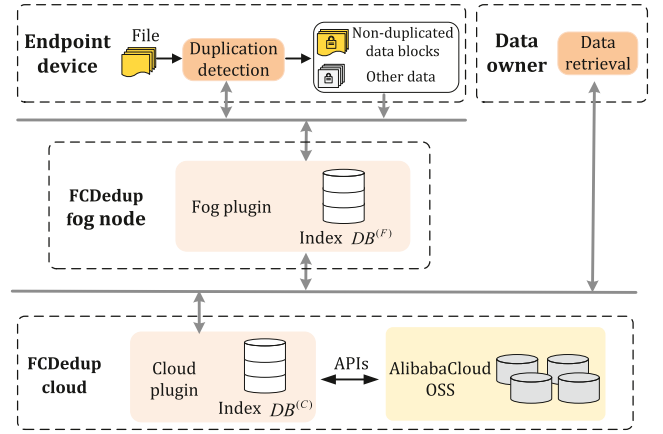 Endpoint
device
File
Duplication
detection
Non-duplicated
data blocks
Other data
Data
owner
Data
retrieval
FCDedup
fog node
Fog plugin
Index DB(F)
FCDedup
cloud
Cloud
plugin
Index DB(C)
APIs
AlibabaCloud
OSS